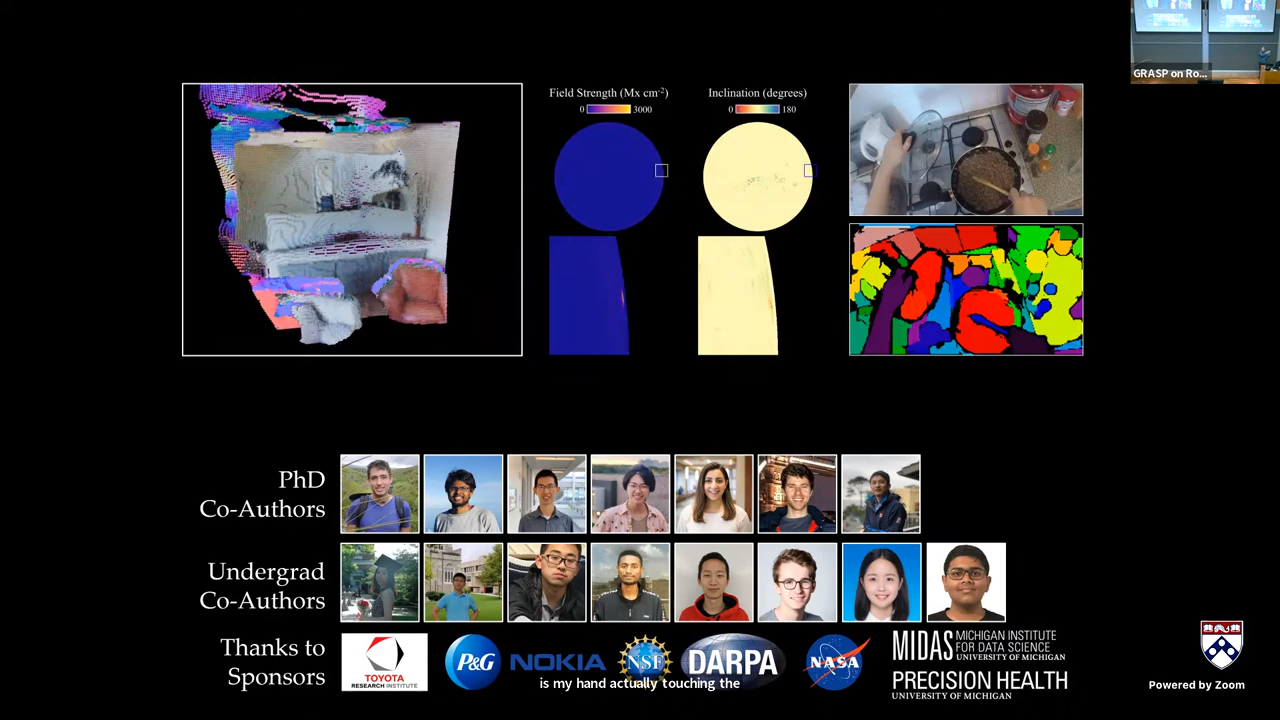 GRASP on Ro...
Field Strength (Mx cm-2)
0 3000
Inclination (degrees)
0 180
PhD
Co-Authors
Undergrad
Co-Authors
Thanks to
Sponsors
TOYOTA
RESEARCH INSTITUTE
P&G
NOKIA
NSF
DARPA
NASA
MIDAS MICHIGAN INSTITUTE
FOR DATA SCIENCE
UNIVERSITY OF MICHIGAN
PRECISION HEALTH
UNIVERSITY OF MICHIGAN
is my hand actually touching the
Powered by Zoom